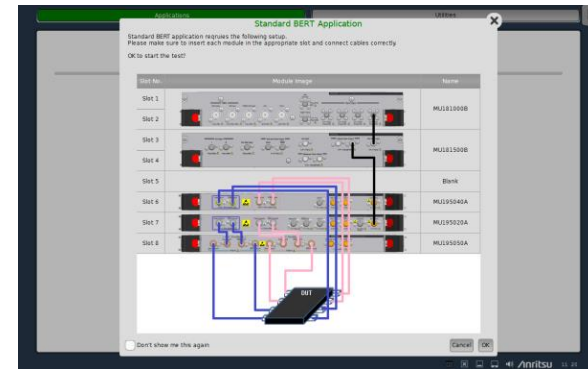 Applications
Utilities
Standard BERT Application
Standard BERT application reqruies the following setup.
Please make sure to insert each module in the appropriate slot and connect cables correctly.
OK to start the test?
Slot No.
Module Image
Name
Slot 1
Slot 2
MU181000B
Slot 3
Slot 4
MU181500B
Slot 5
Blank
Slot 6
MU195040A
Slot 7
MU195020A
Slot 8
MU195050A
DUT
Don't show me this again
Cancel
OK
Anritsu